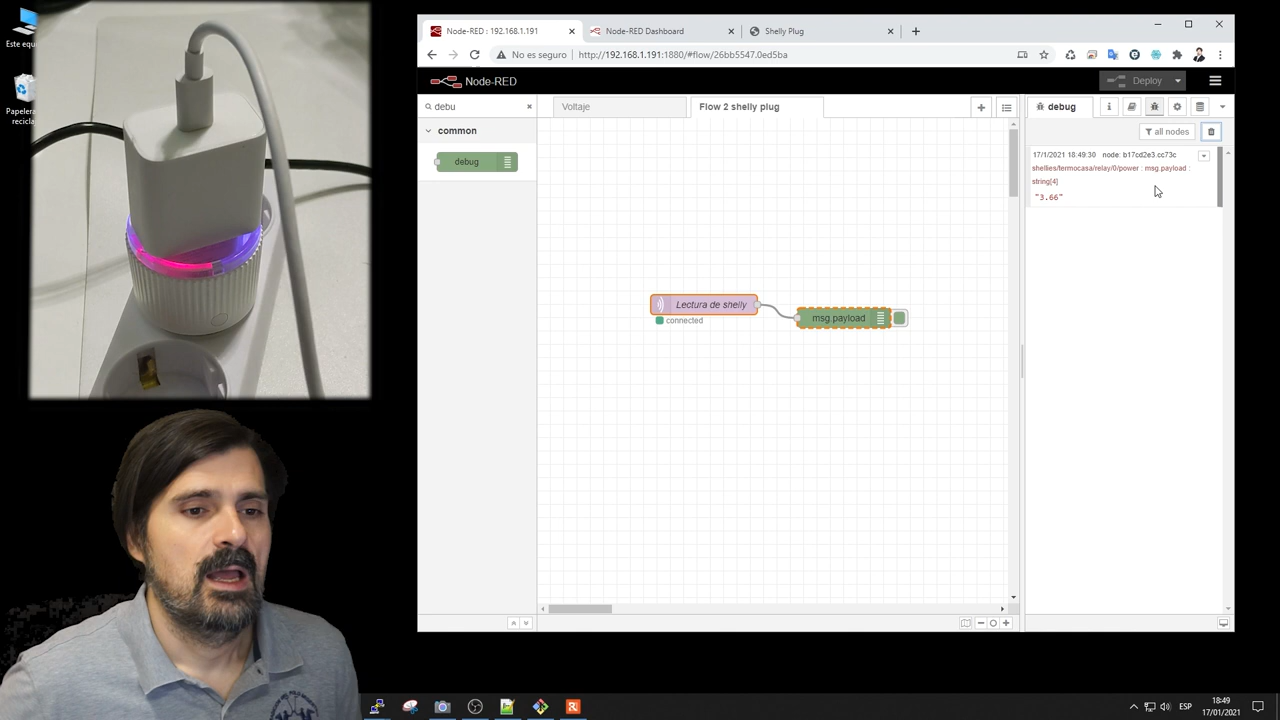 Este equ
Papelera
recicla
Node-RED : 192.168.1.191
Node-RED Dashboard
Shelly Plug
No es seguro
http://192.168.1.191:1880/#flow/26bb5547.0ed5ba
Node-RED
Deploy
debu
Voltaje
Flow 2 shelly plug
debug
common
all nodes
debug
17/1/2021 18:49:30 node: b17cd2e3.cc73c
shellies/termocasa/relay/0/power : msg.payload :
string[4]
"3.66"
Lectura de shelly
connected
msg.payload
18:49
ESP
17/01/2021